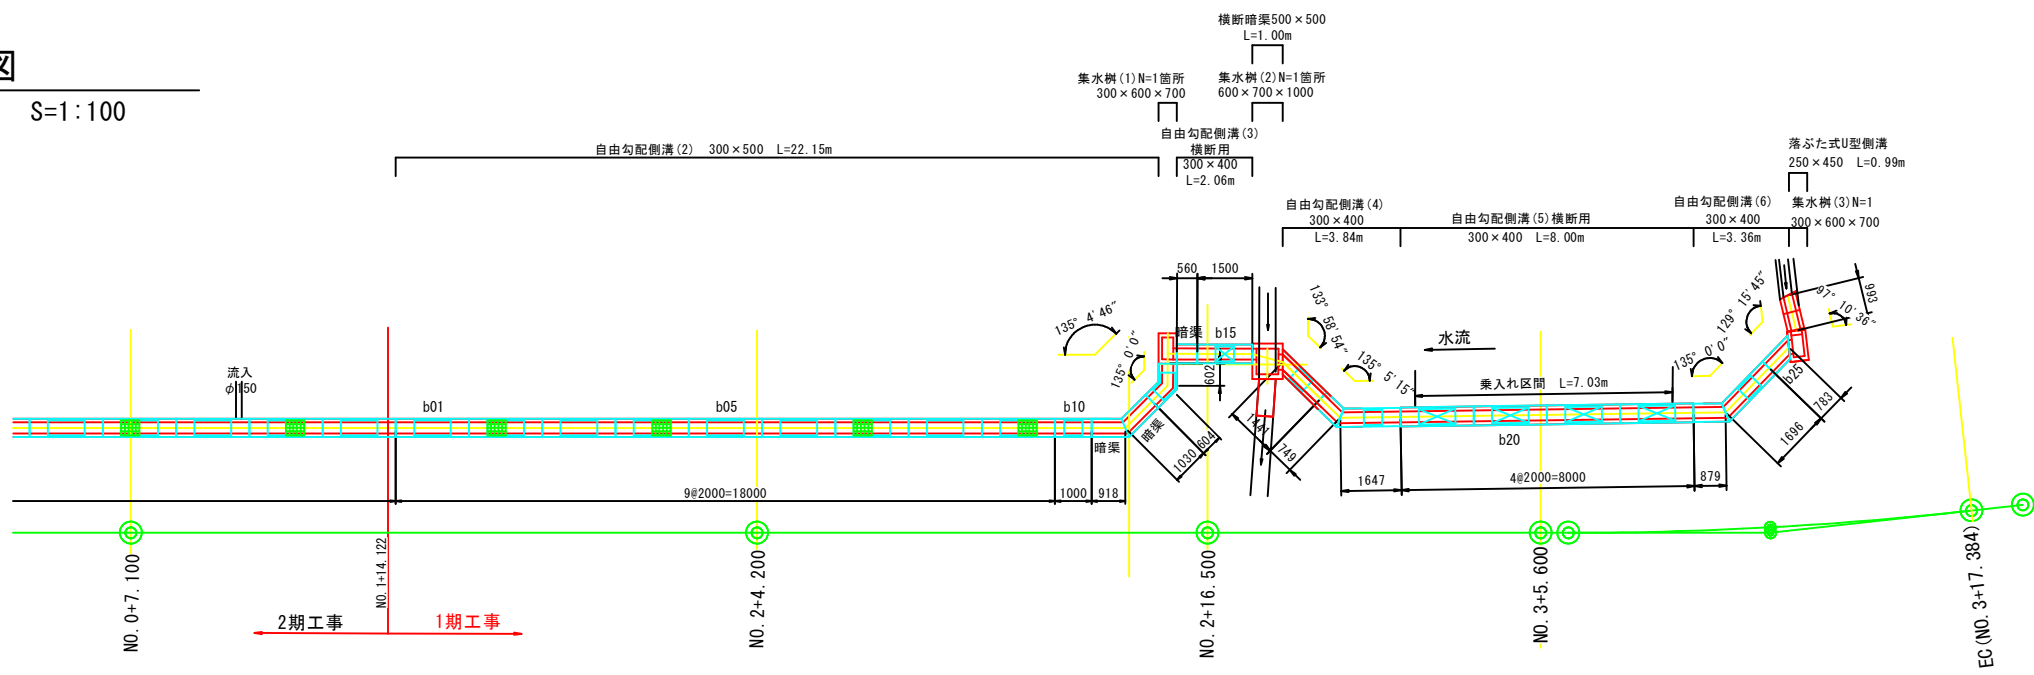 図
S=1:100
横断暗渠500×500
L=1.00m
集水桝(1)N=1箇所
300×600×700
集水桝(2)N=1箇所
600×700×1000
自由勾配側溝(2) 300×500 L=22.15m
自由勾配側溝(3)
横断用
300×400
L=2.06m
落ぶた式U型側溝
250×450 L=0.99m
自由勾配側溝(4)
300×400
L=3.84m
自由勾配側溝(5)横断用
300×400 L=8.00m
自由勾配側溝(6)
300×400
L=3.36m
集水桝(3)N=1
300×600×700
560
1500
135° 4'46"
135° 0'0"
暗渠
b15
602
133° 58'54"
135° 5'15"
水流
乗入れ区間 L=7.03m
135° 0'0"
129° 15'45"
97° 10'36"
993
流入
φ150
b01
b05
b10
暗渠
暗渠
1030
604
1441
749
b20
b25
783
1696
9@2000=18000
1000
918
1647
4@2000=8000
879
NO.0+7.100
NO.1+14.122
NO.2+4.200
NO.2+16.500
NO.3+5.600
EC(NO.3+17.384)
2期工事
1期工事